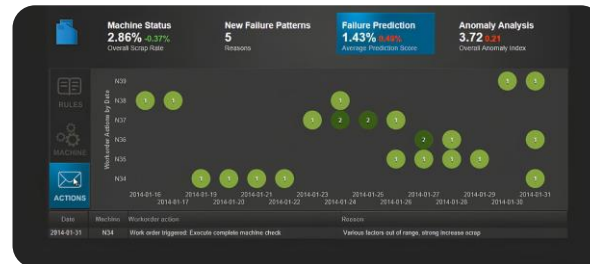 Machine Status
2.86% -0.37%
Overall Scrap Rate
New Failure Patterns
5
Reasons
Failure Prediction
1.43%
Average Prediction Score
Anomaly Analysis
3.72 0.21
Overall Anomaly Index
RULES
MACHINE
ACTIONS
Workorder Actions by Date
N39
N38
N37
N36
N35
N34
1 1
1 1
1
1 2 2 1
2 1 1
1 1 1 1
1 1 1 1 1
2014-01-16 2014-01-19 2014-01-21 2014-01-23 2014-01-25 2014-01-27 2014-01-29 2014-01-31
2014-01-17 2014-01-20 2014-01-22 2014-01-24 2014-01-26 2014-01-28 2014-01-30
Date Machine Workorder action Reason
2014-01-31 N34 Work order triggered: Execute complete machine check Various factors out of range, strong increase scrap